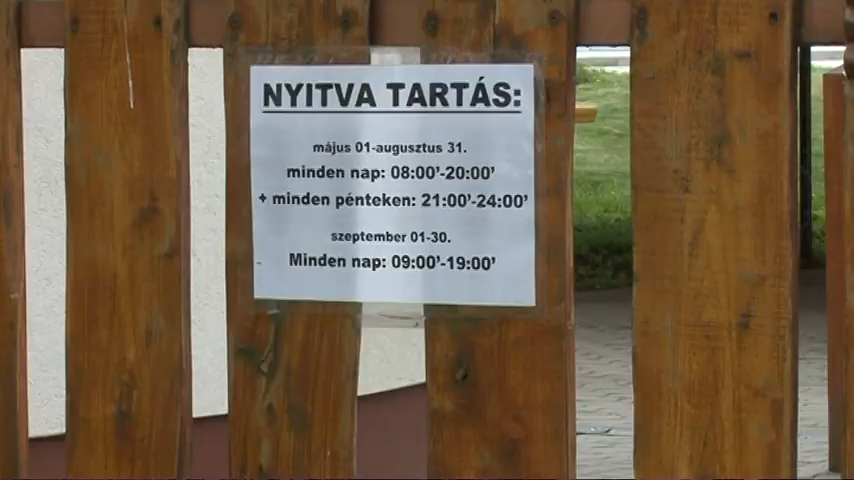 NYITVA TARTÁS:
május 01-augusztus 31.
minden nap: 08:00'-20:00'
+ minden pénteken: 21:00'-24:00'
szeptember 01-30.
Minden nap: 09:00'-19:00'